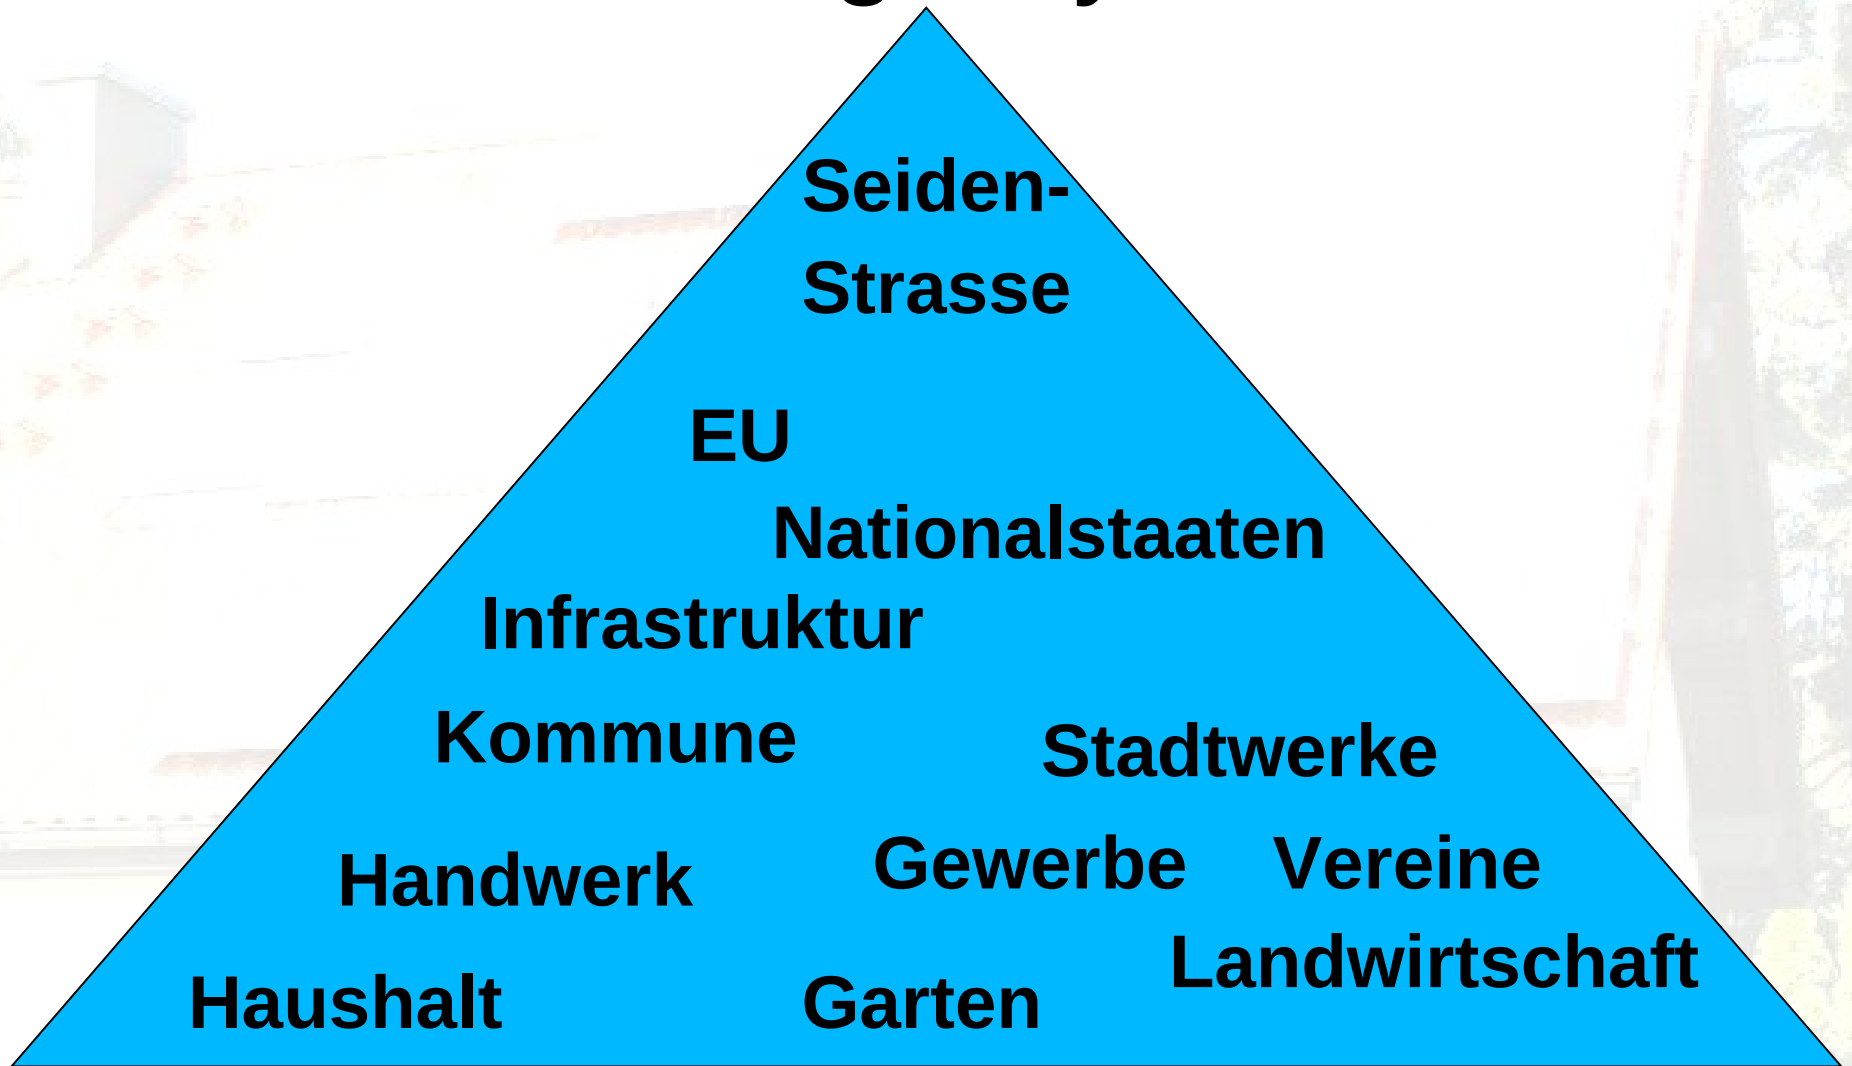 Seiden-
Strasse
EU
Nationalstaaten
Infrastruktur
Kommune
Stadtwerke
Gewerbe Vereine
Handwerk
Landwirtschaft
Haushalt
Garten